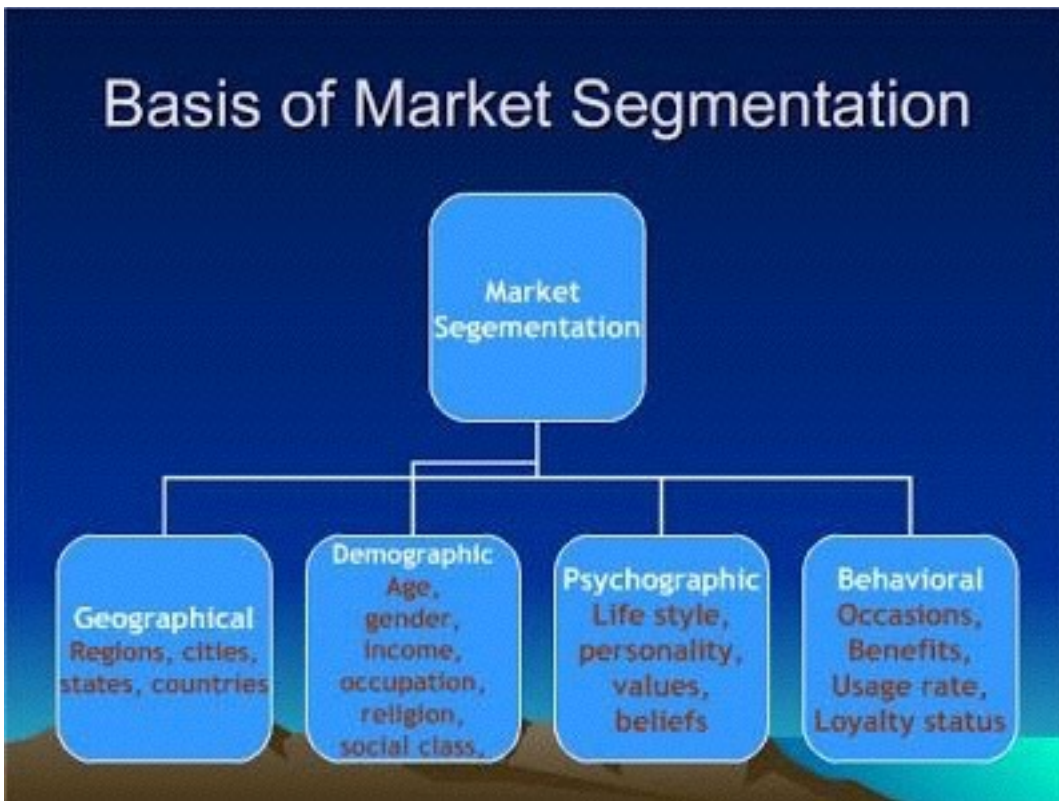 Basis of Market Segmentation
Market
Segementation
Geographical
Regions, cities,
states, countries
Demographic
Age,
gender,
income,
occupation,
religion,
social class,
Psychographic
Life style,
personality,
values,
beliefs
Behavioral
Occasions,
Benefits,
Usage rate,
Loyalty status